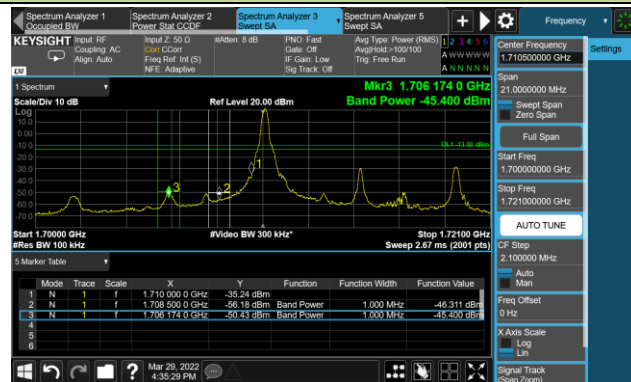 Spectrum Analyzer 1
Occupied BW
Spectrum Analyzer 2
Power Stat CCDF
Spectrum Analyzer 3
Swept SA
Spectrum Analyzer 5
Swept SA
Frequency
KEYSIGHT
Input: RF
Coupling: AC
Align: Auto
Input Z: 50 Ω
Corr CCorr
Freq Ref: Int (S)
NFE: Adaptive
#Atten: 8 dB
PNO: Fast
Gate: Off
IF Gain: Low
Sig Track: Off
Avg Type: Power (RMS)
Avg|Hold:>100/100
Trig: Free Run
1 2 3 4 5 6
A W W W W W
A N N N N N
LXI
1 Spectrum
Scale/Div 10 dB
Ref Level 20.00 dBm
Mkr3 1.706 174 0 GHz
Band Power -45.400 dBm
Log
10.0
0.00
-10.0
-20.0
-30.0
-40.0
-50.0
-60.0
-70.0
DL1 -13.00 dBm
1
2
3
Start 1.70000 GHz
#Res BW 100 kHz
#Video BW 300 kHz*
Stop 1.72100 GHz
Sweep 2.67 ms (2001 pts)
5 Marker Table
Mode Trace Scale X Y Function Function Width Function Value
1 N 1 f 1.710 000 0 GHz -35.24 dBm
2 N 1 f 1.708 500 0 GHz -56.18 dBm Band Power 1.000 MHz -46.311 dBm
3 N 1 f 1.706 174 0 GHz -50.43 dBm Band Power 1.000 MHz -45.400 dBm
4
5
6
Mar 29, 2022
4:35:29 PM
Center Frequency
1.710500000 GHz
Settings
Span
21.0000000 MHz
Swept Span
Zero Span
Full Span
Start Freq
1.700000000 GHz
Stop Freq
1.721000000 GHz
AUTO TUNE
CF Step
2.100000 MHz
Auto
Man
Freq Offset
0 Hz
X Axis Scale
Log
Lin
Signal Track
(Span Zoom)